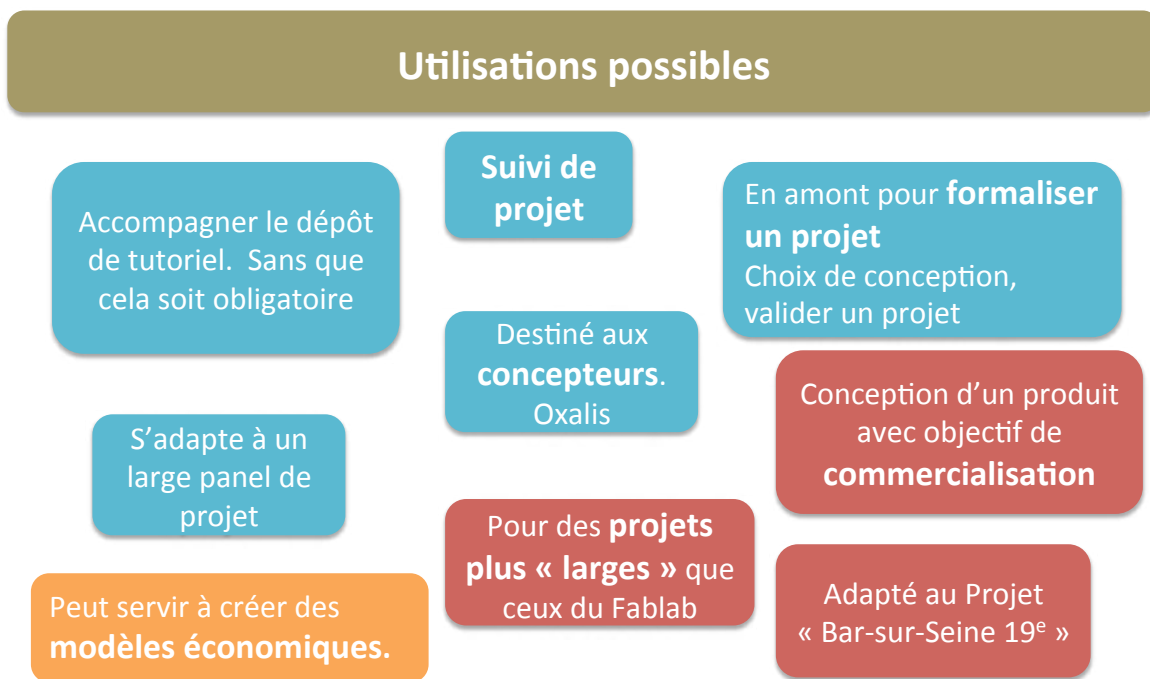 Utilisations possibles
Accompagner le dépôt
de tutoriel. Sans que
cela soit obligatoire
Suivi de
projet
En amont pour formaliser
un projet
Choix de conception,
valider un projet
Destiné aux
concepteurs.
Oxalis
S’adapte à un
large panel de
projet
Conception d’un produit
avec objectif de
commercialisation
Pour des projets
plus « larges » que
ceux du Fablab
Peut servir à créer des
modèles économiques.
Adapté au Projet
« Bar-sur-Seine 19e »